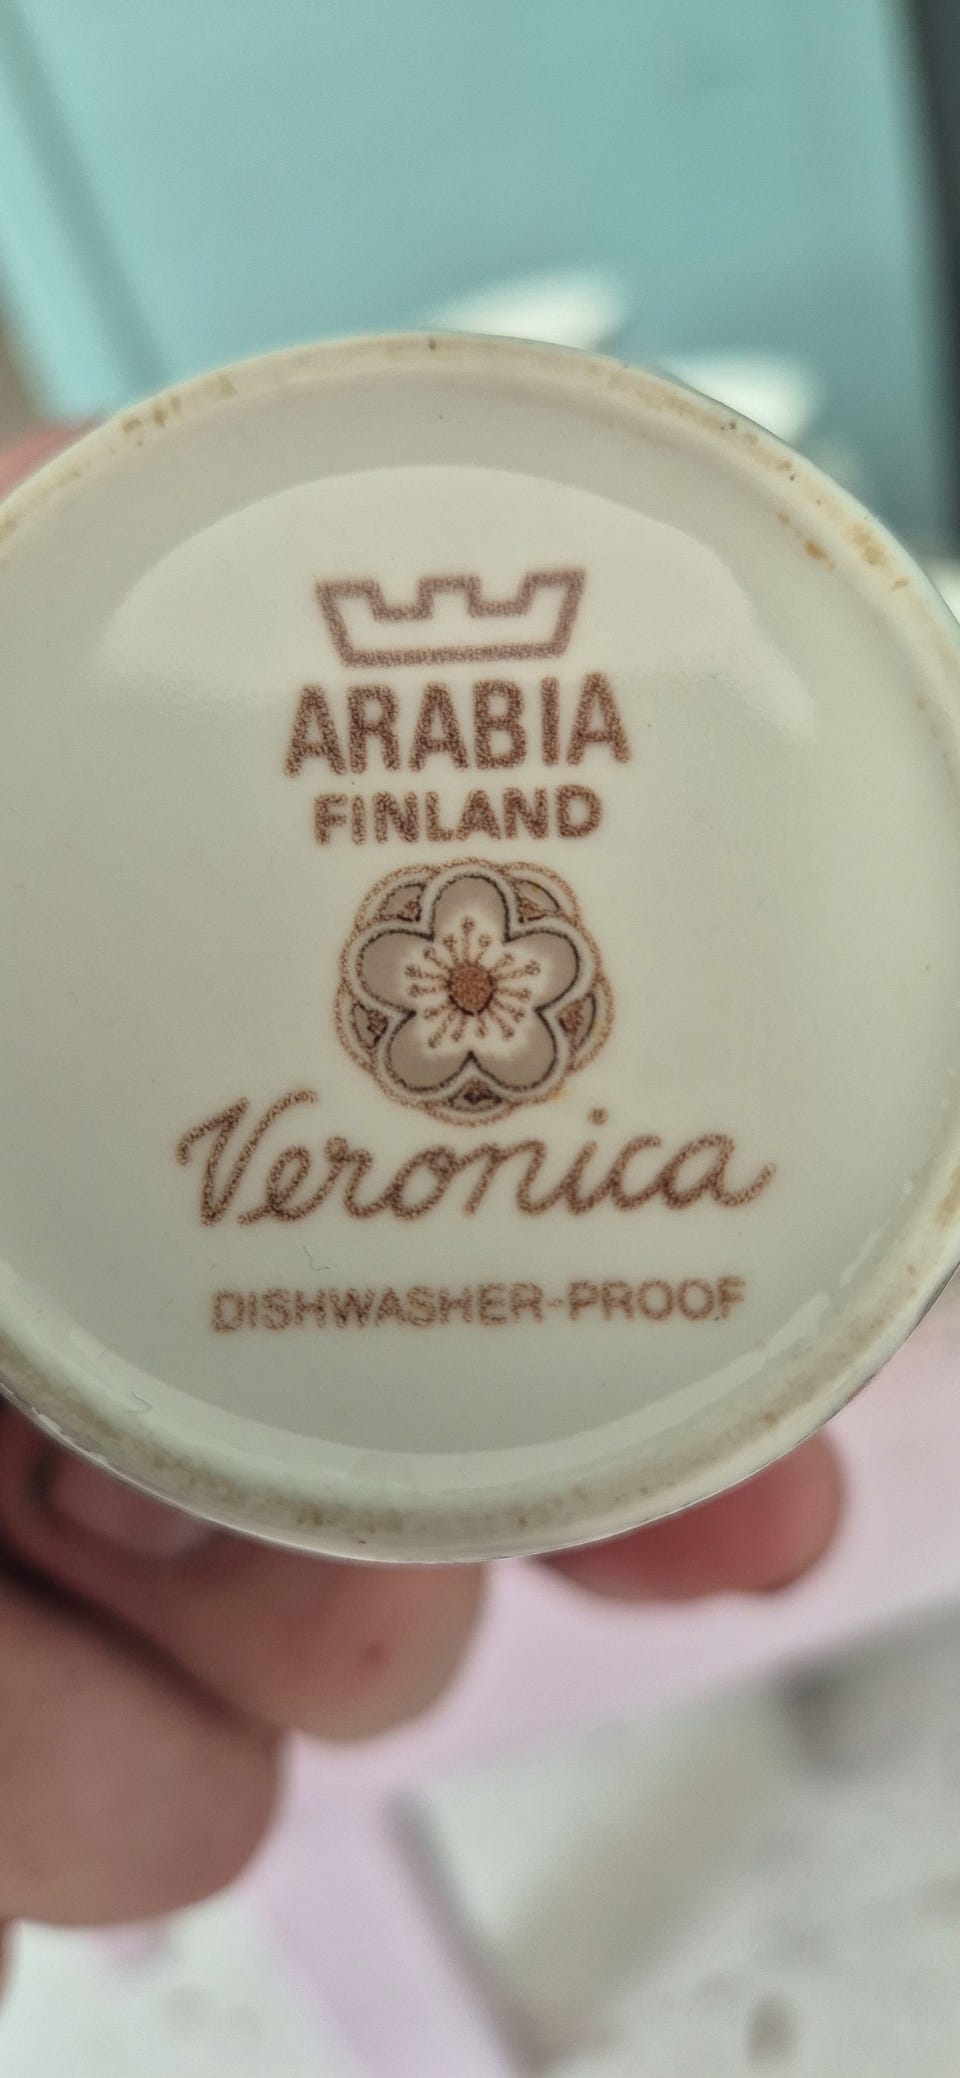 ARABIA
FINLAND
Veronica
DISHWASHER-PROOF